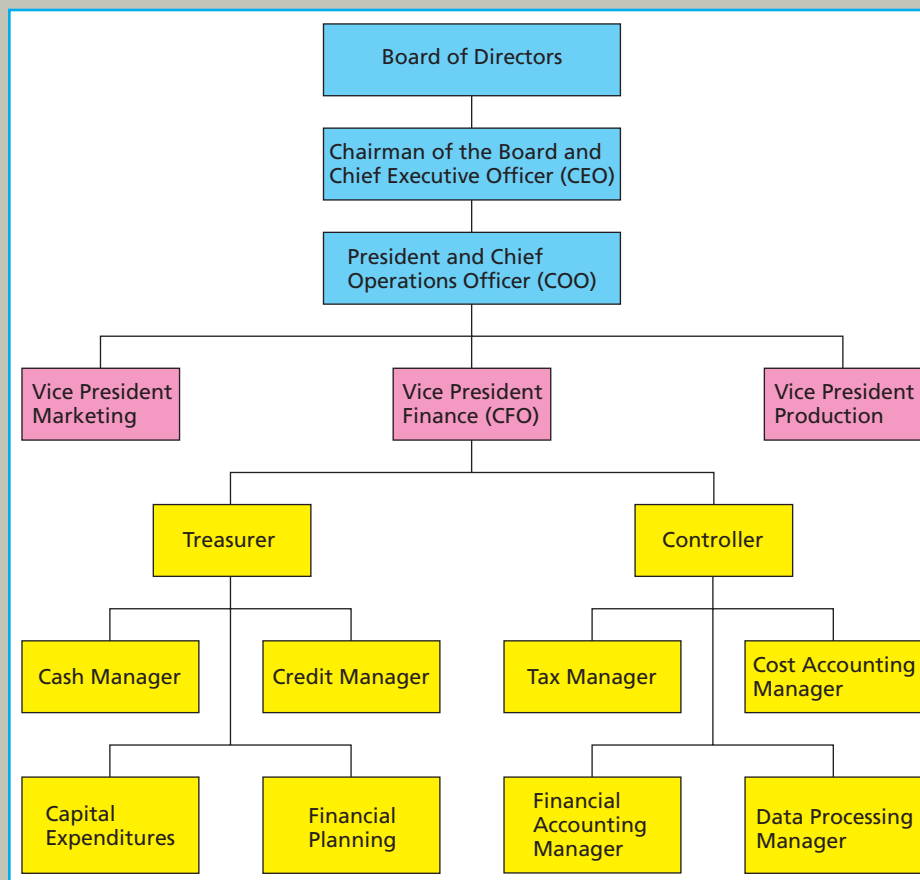 Board of Directors
Chairman of the Board and
Chief Executive Officer (CEO)
President and Chief
Operations Officer (COO)
Vice President
Marketing
Vice President
Finance (CFO)
Vice President
Production
Treasurer
Controller
Cash Manager
Credit Manager
Tax Manager
Cost Accounting
Manager
Capital
Expenditures
Financial
Planning
Financial
Accounting
Manager
Data Processing
Manager